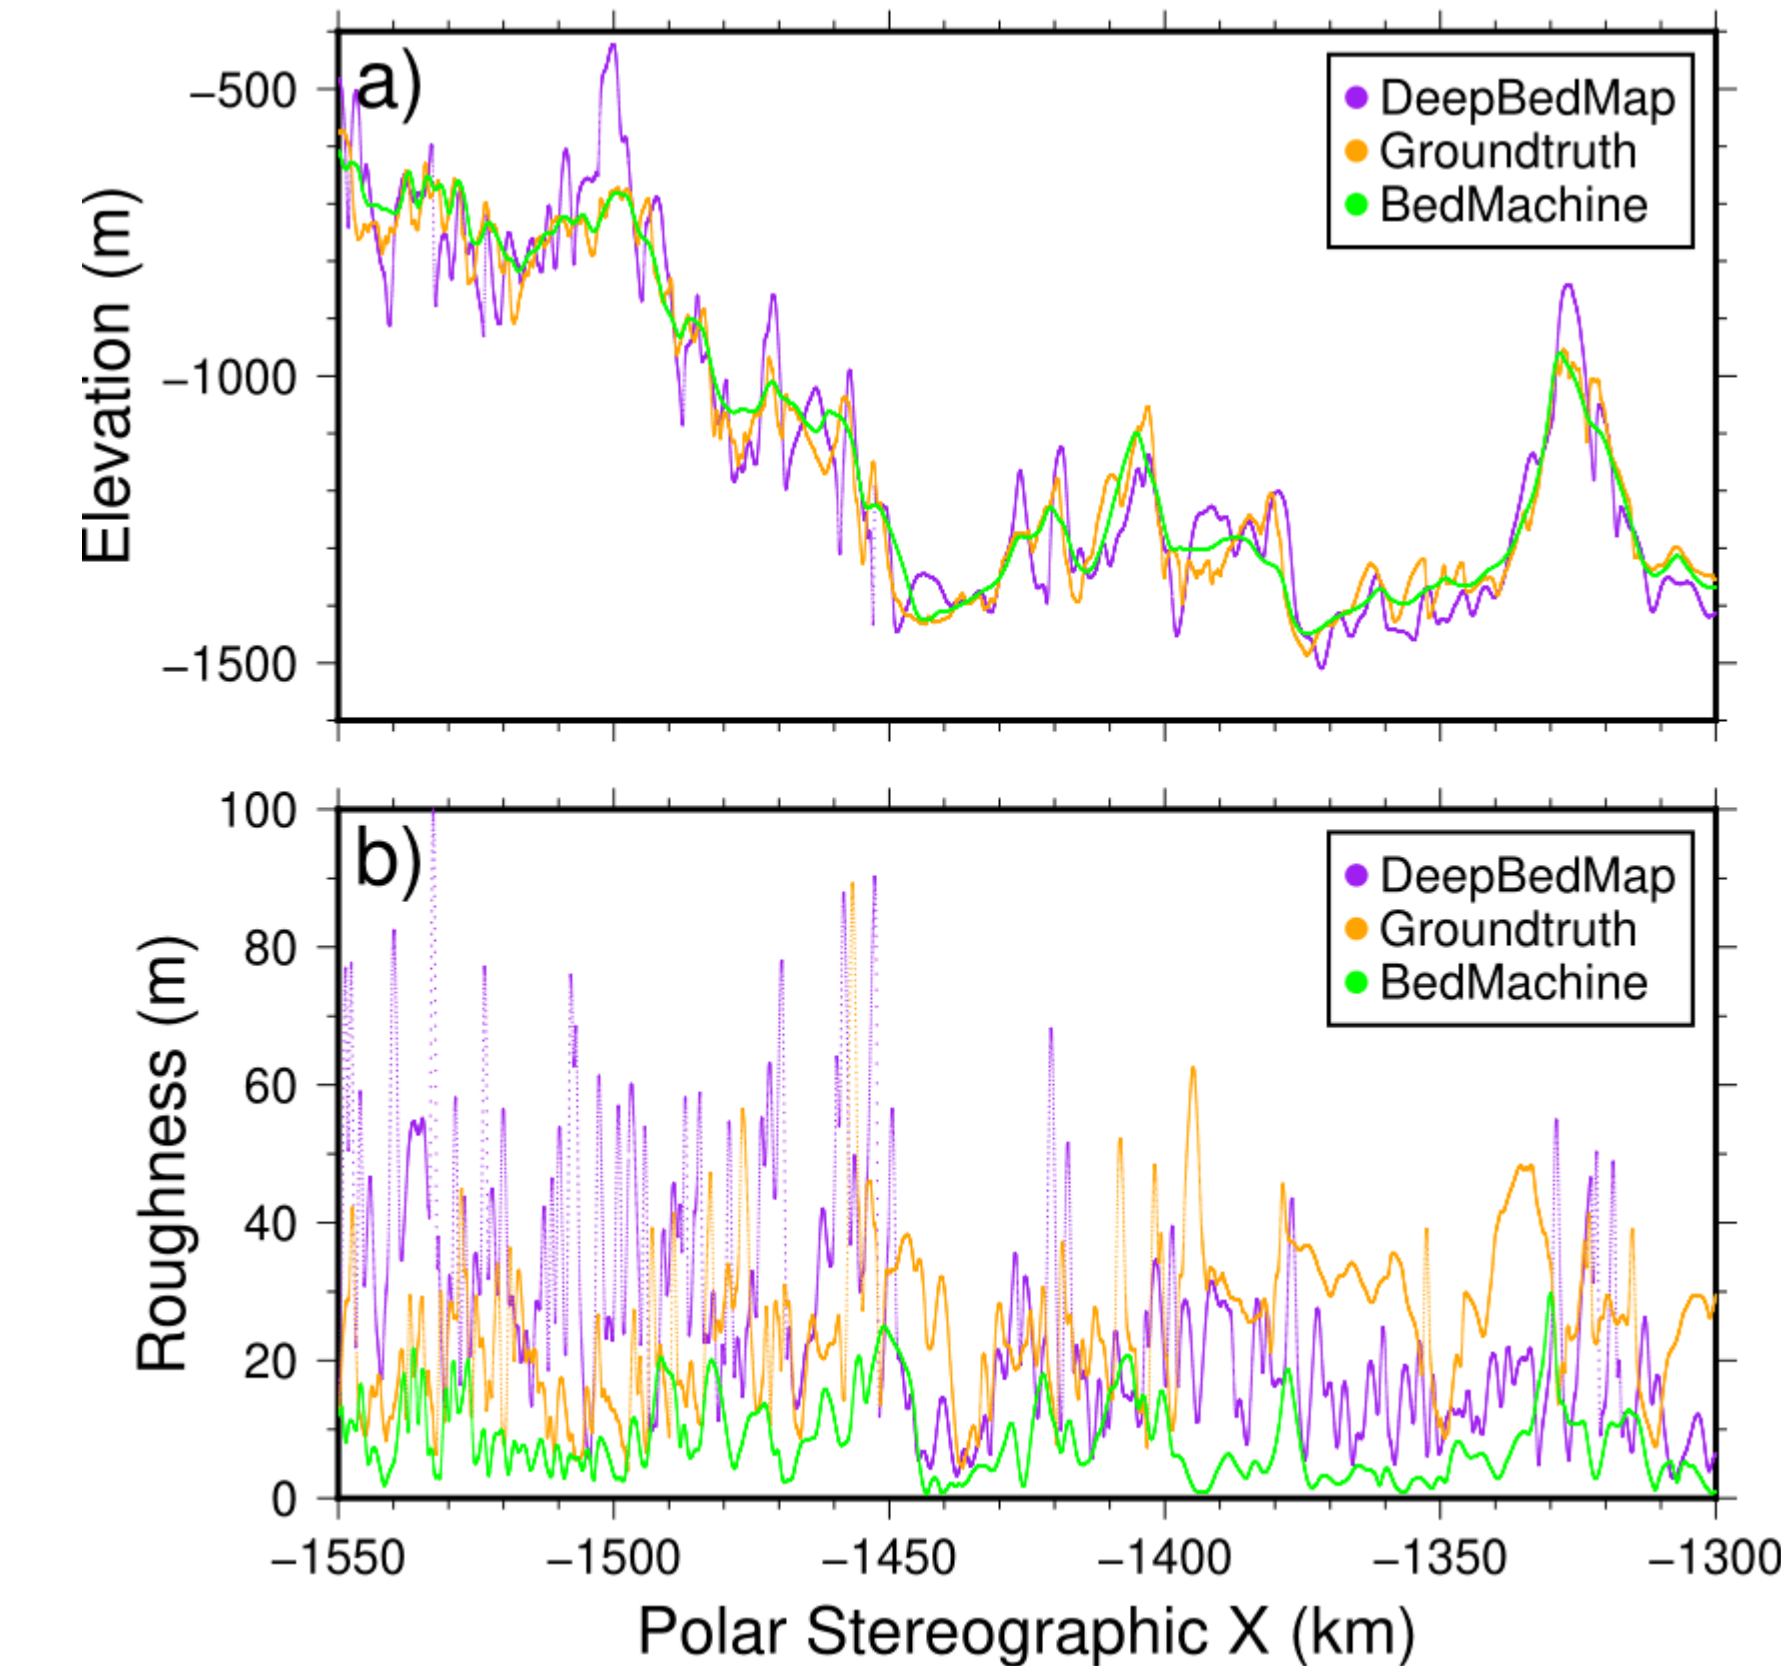 a)
−500
−1000
−1500
Elevation (m)
DeepBedMap
Groundtruth
BedMachine
b)
100
80
60
40
20
0
Roughness (m)
DeepBedMap
Groundtruth
BedMachine
−1550 −1500 −1450 −1400 −1350 −1300
Polar Stereographic X (km)